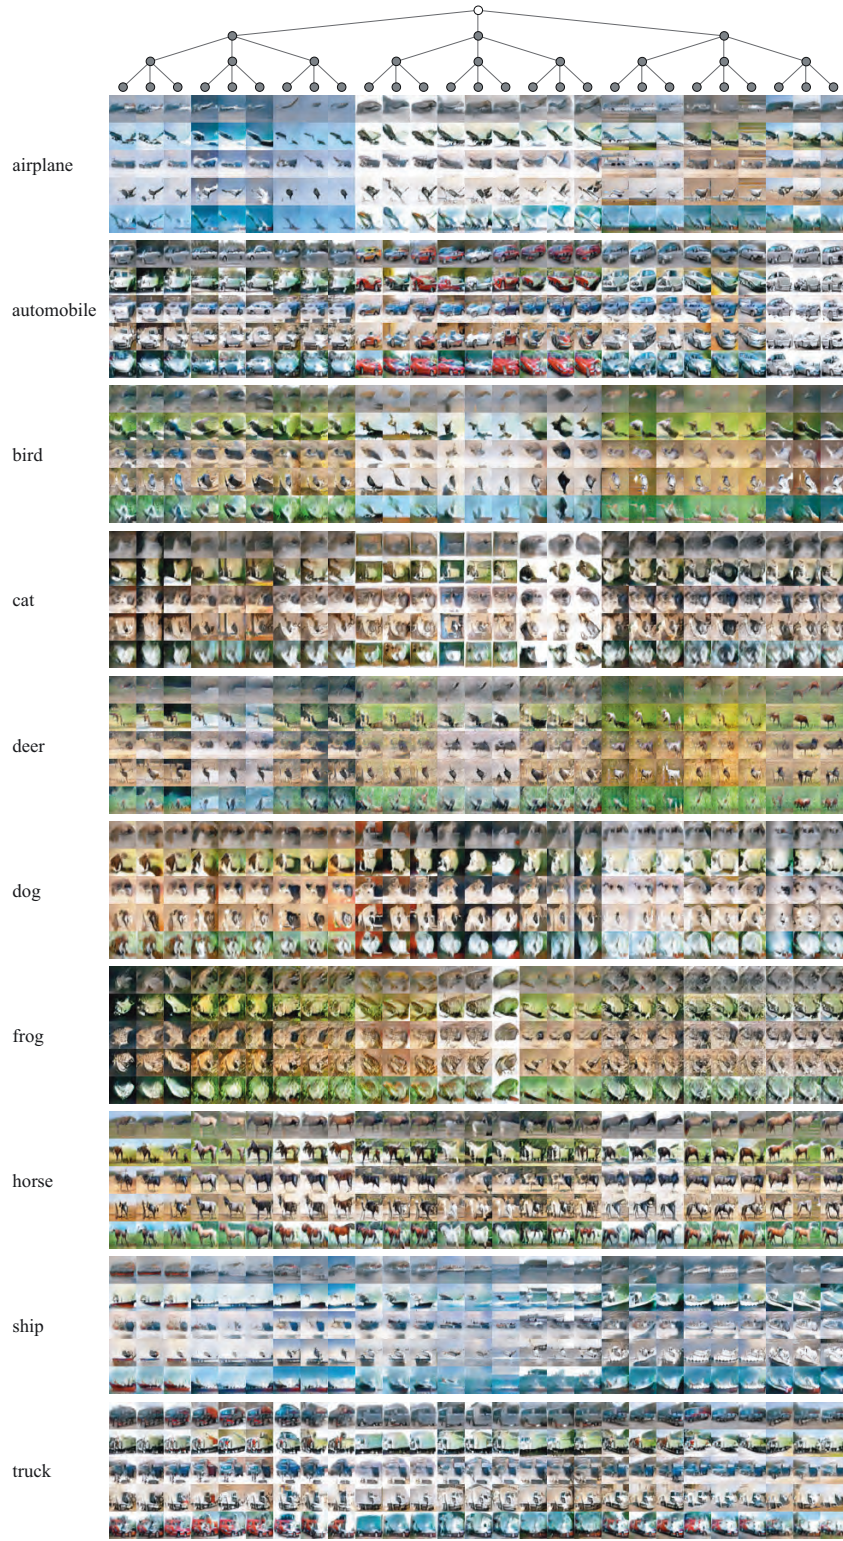 airplane
automobile
bird
cat
deer
dog
frog
horse
ship
truck